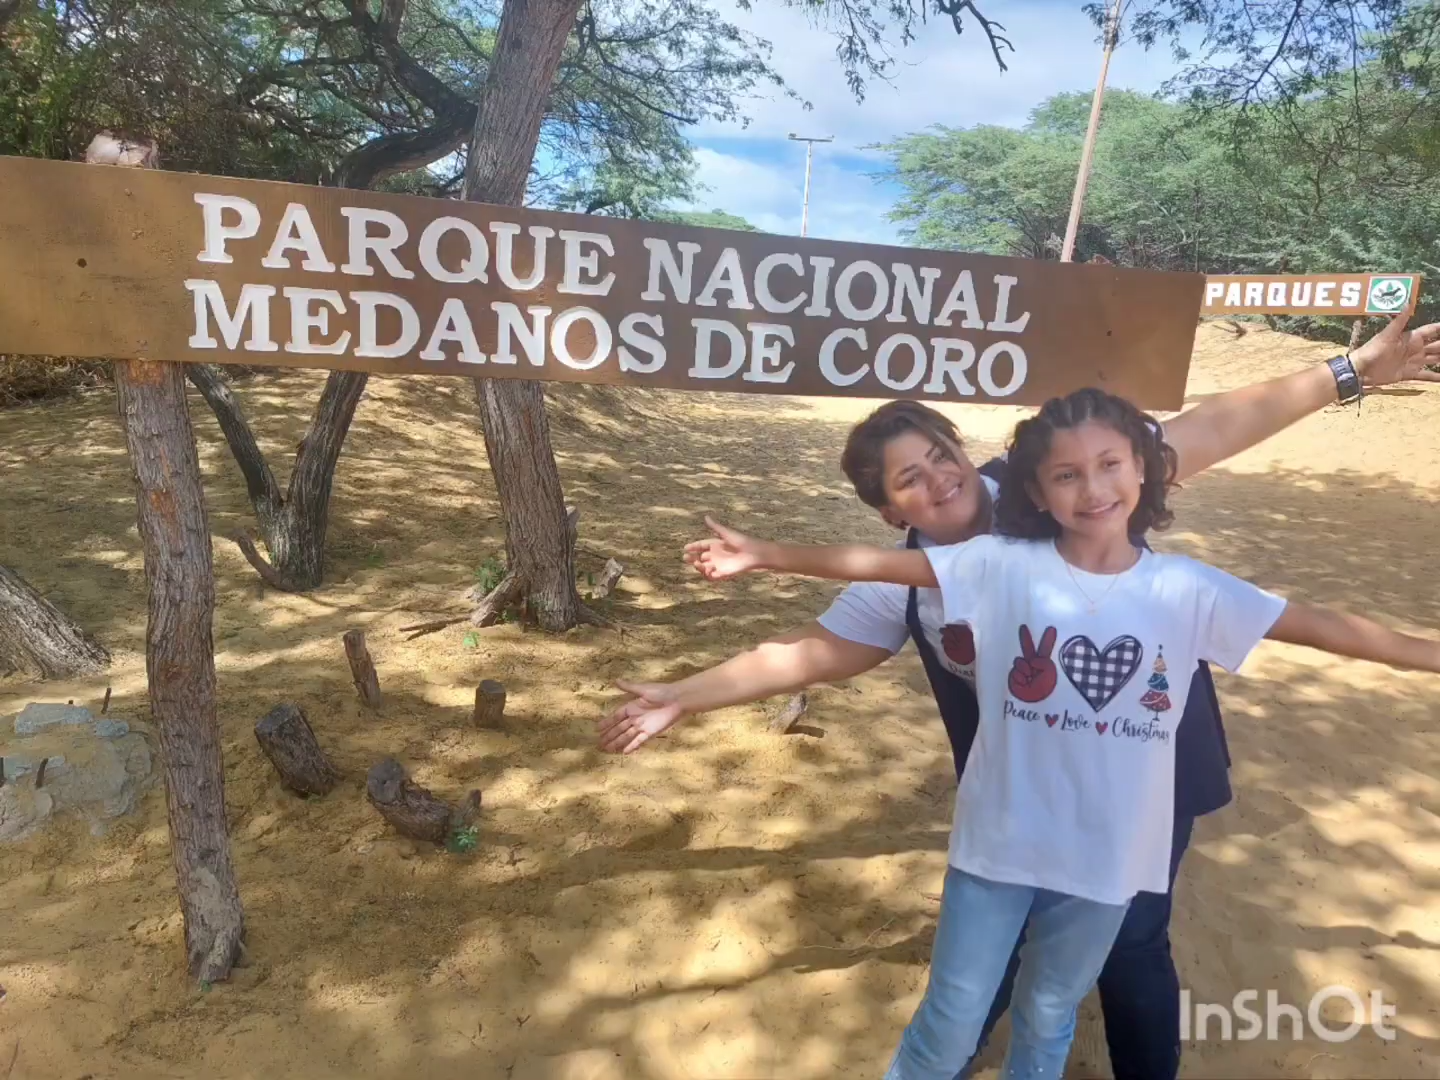 PARQUE NACIONAL
MEDANOS DE CORO
PARQUES
Peace Love Christmas
InShOt